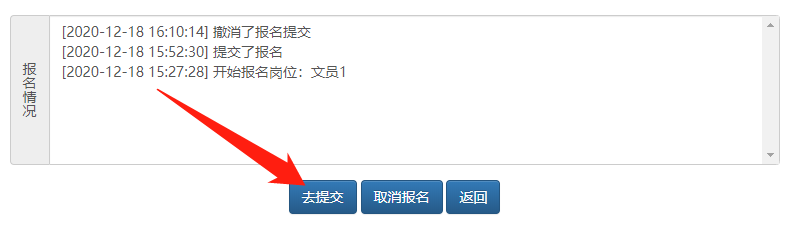 报名情况
[2020-12-18 16:10:14] 撤消了报名提交
[2020-12-18 15:52:30] 提交了报名
[2020-12-18 15:27:28] 开始报名岗位：文员1
去提交 取消报名 返回